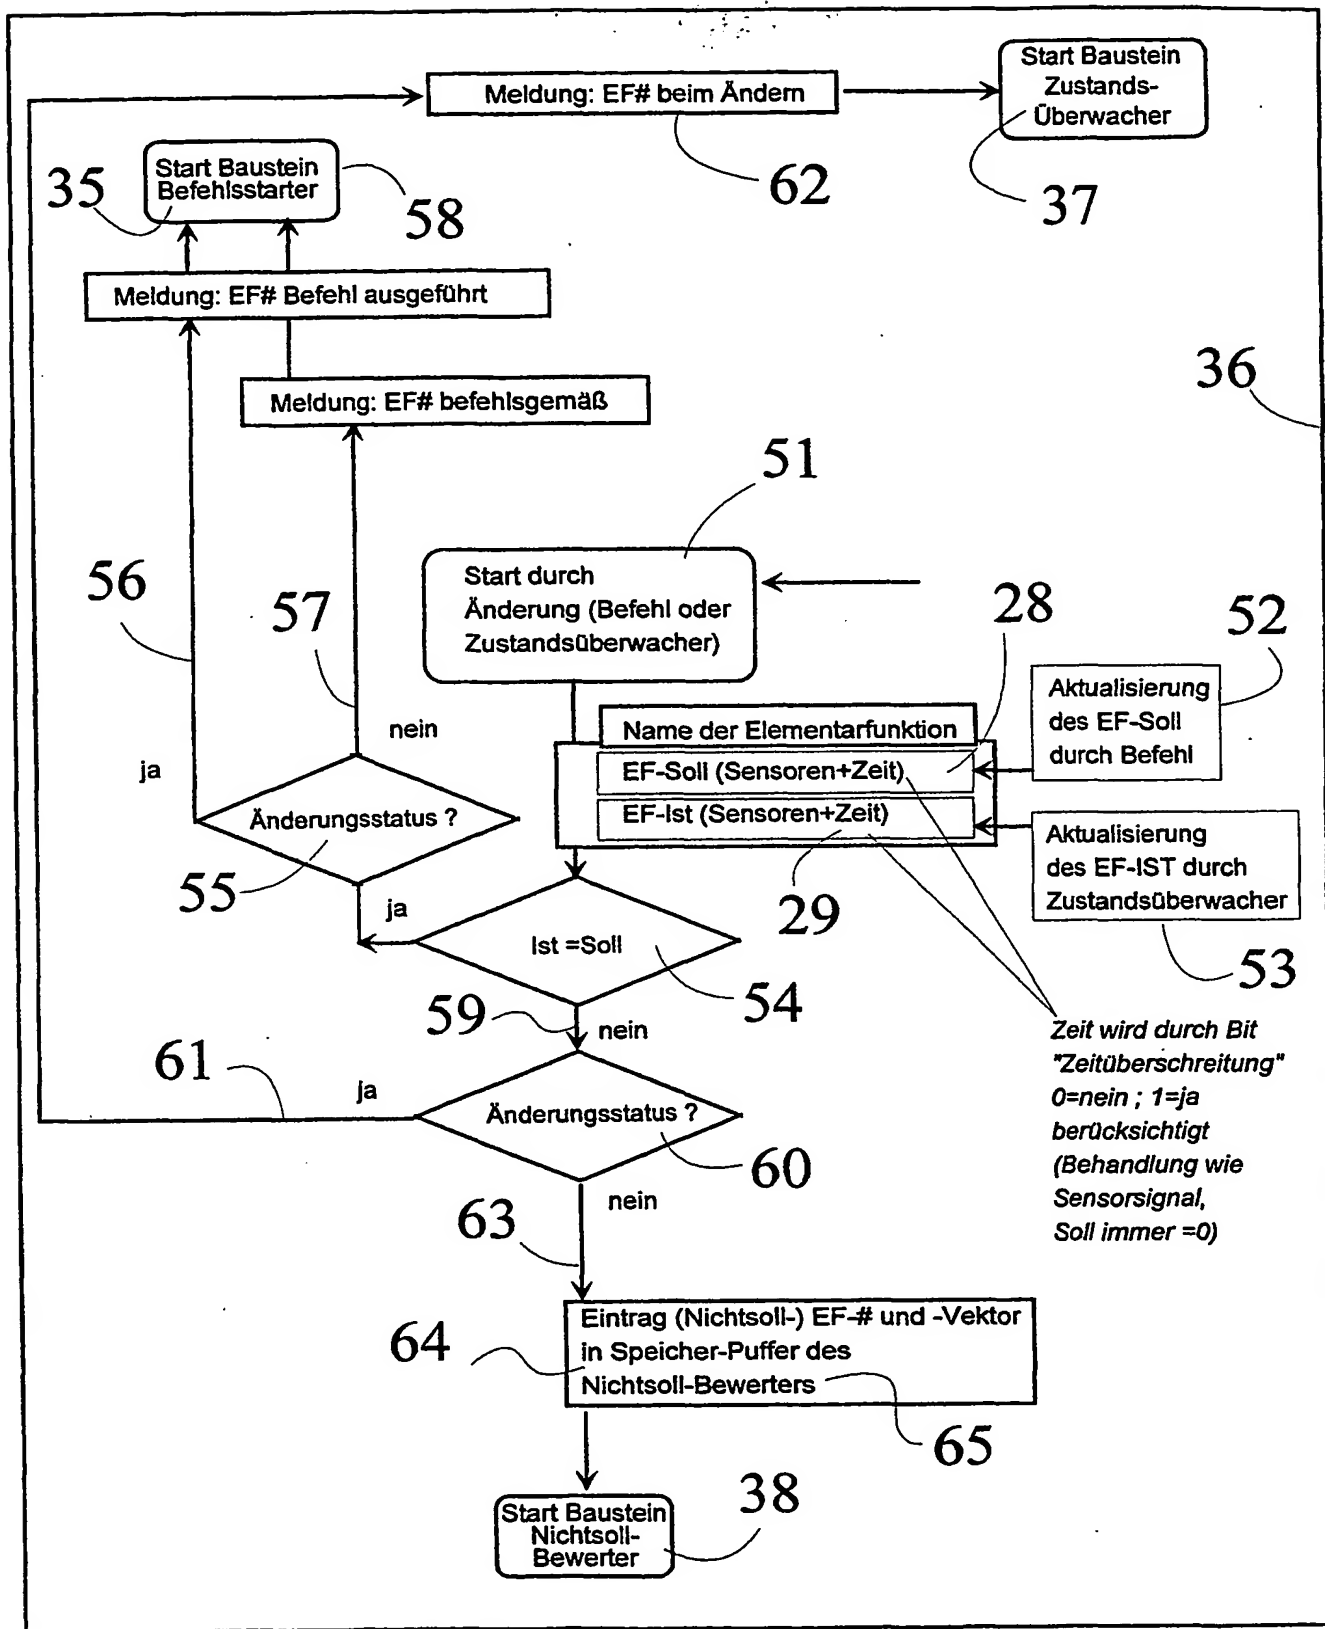 Start Baustein
Zustands-
Überwacher
Meldung: EF# beim Ändern
62
37
Start Baustein
Befehlsstarter
35
58
Meldung: EF# Befehl ausgeführt
36
Meldung: EF# befehlsgemäß
51
56
57
Start durch
Änderung (Befehl oder
Zustandsüberwacher)
28
52
Aktualisierung
des EF-Soll
durch Befehl
nein
ja
Name der Elementarfunktion
EF-Soll (Sensoren+Zeit)
EF-Ist (Sensoren+Zeit)
Änderungsstatus ?
55
Aktualisierung
des EF-IST durch
Zustandsüberwacher
29
53
ja
Ist =Soll
54
59
nein
Zeit wird durch Bit
"Zeitüberschreitung"
0=nein ; 1=ja
berücksichtigt
(Behandlung wie
Sensorsignal,
Soll immer =0)
61
ja
Änderungsstatus ?
60
nein
63
Eintrag (Nichtsoll-) EF-# und -Vektor
in Speicher-Puffer des
Nichtsoll-Bewerters
64
65
Start Baustein
Nichtsoll-
Bewerter
38